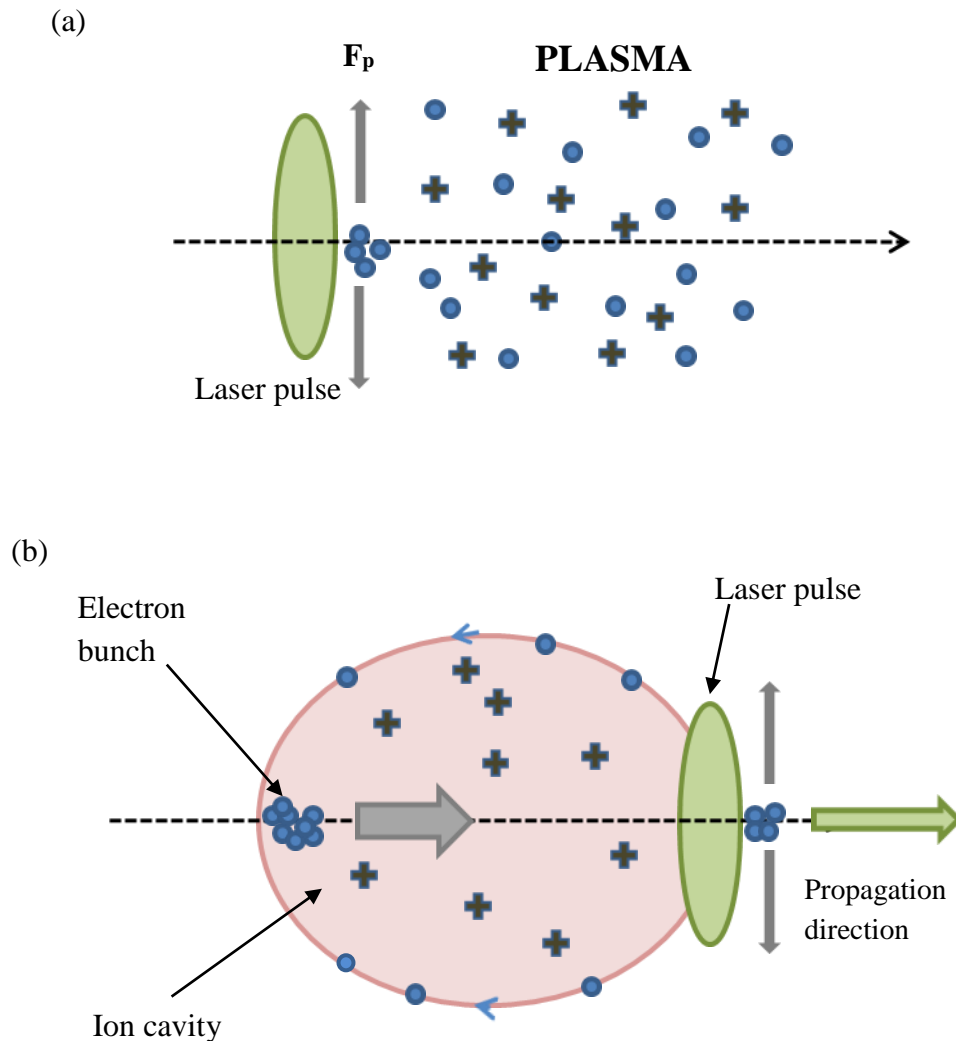 (a)
Fp
PLASMA
Laser pulse
(b)
Laser pulse
Electron
bunch
Propagation
direction
Ion cavity